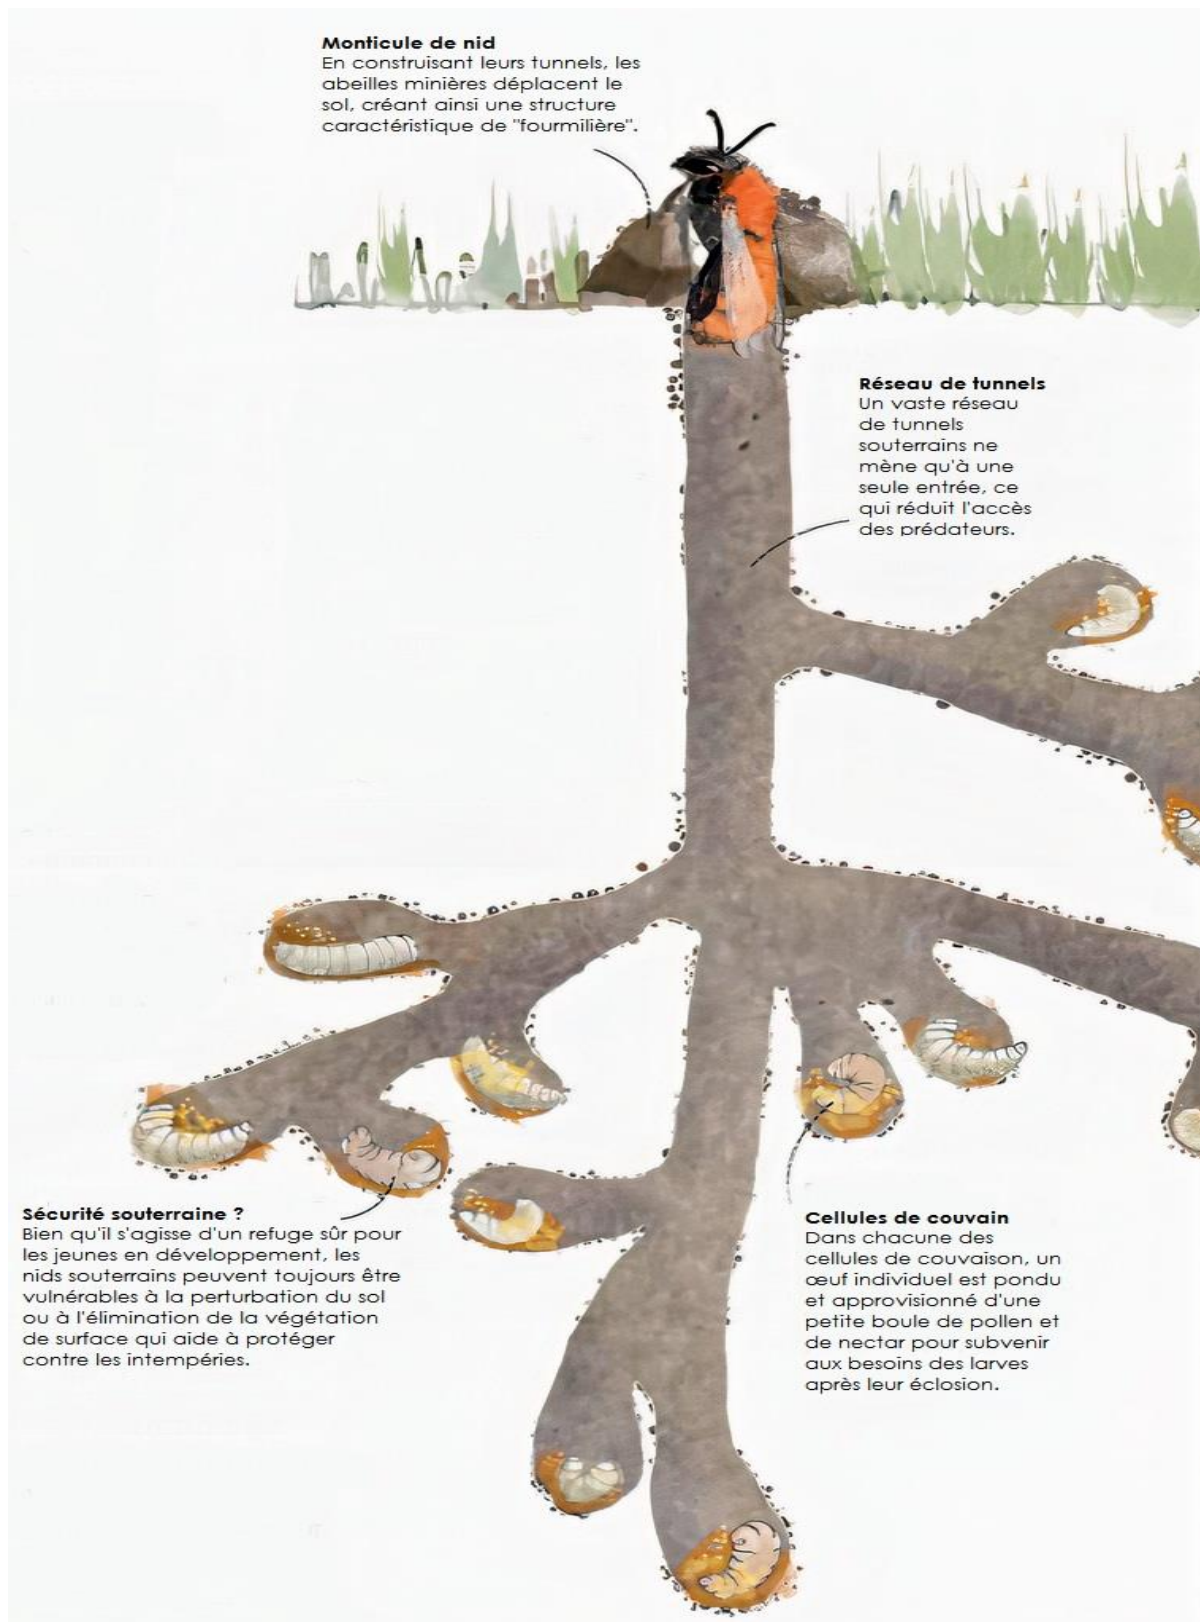 Monticule de nid
En construisant leurs tunnels, les
abeilles minières déplacent le
sol, créant ainsi une structure
caractéristique de "fourmilière".
Réseau de tunnels
Un vaste réseau
de tunnels
souterrains ne
mène qu'à une
seule entrée, ce
qui réduit l'accès
des prédateurs.
Sécurité souterraine ?
Bien qu'il s'agisse d'un refuge sûr pour
les jeunes en développement, les
nids souterrains peuvent toujours être
vulnérables à la perturbation du sol
ou à l'élimination de la végétation
de surface qui aide à protéger
contre les intempéries.
Cellules de couvain
Dans chacune des
cellules de couvaison, un
œuf individuel est pondu
et approvisionné d'une
petite boule de pollen et
de nectar pour subvenir
aux besoins des larves
après leur éclosion.